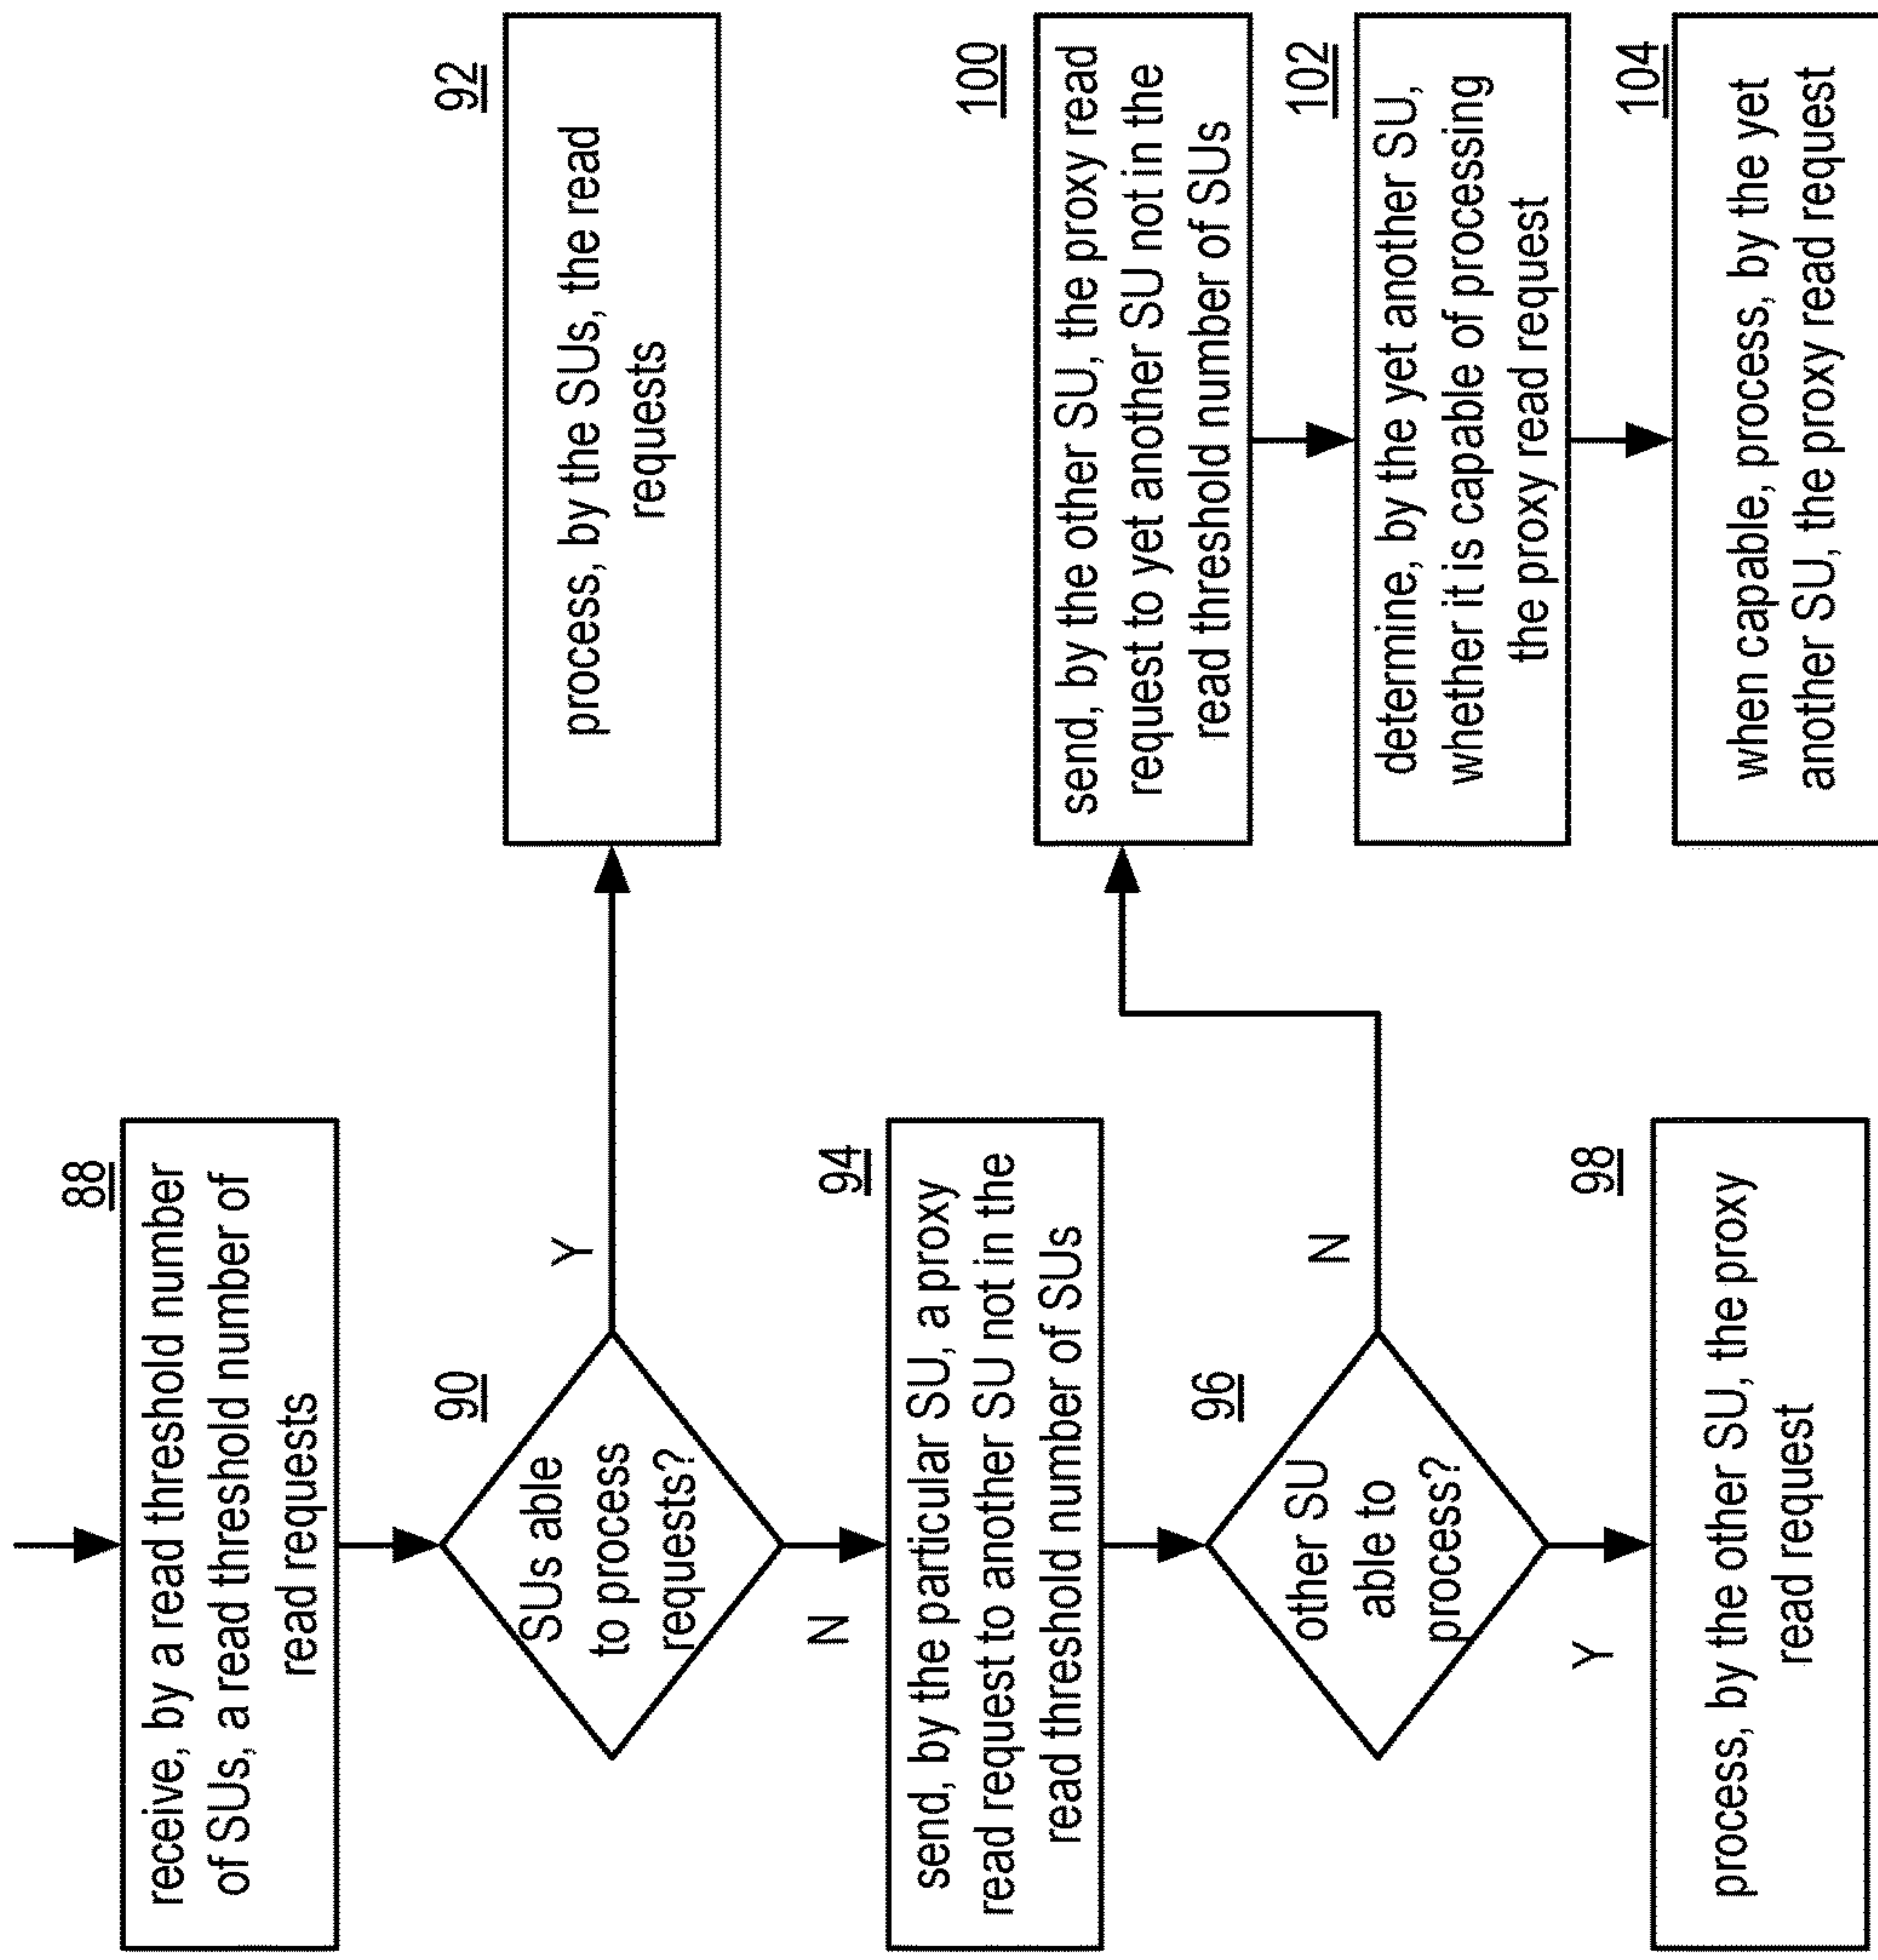 88
receive, by a read threshold number
of SUs, a read threshold number of
read requests
90
SUs able
to process
requests?
Y
N
92
process, by the SUs, the read
requests
94
send, by the particular SU, a proxy
read request to another SU not in the
read threshold number of SUs
96
other SU
able to
process?
N
Y
98
process, by the other SU, the proxy
read request
100
send, by the other SU, the proxy read
request to yet another SU not in the
read threshold number of SUs
102
determine, by the yet another SU,
whether it is capable of processing
the proxy read request
104
when capable, process, by the yet
another SU, the proxy read request